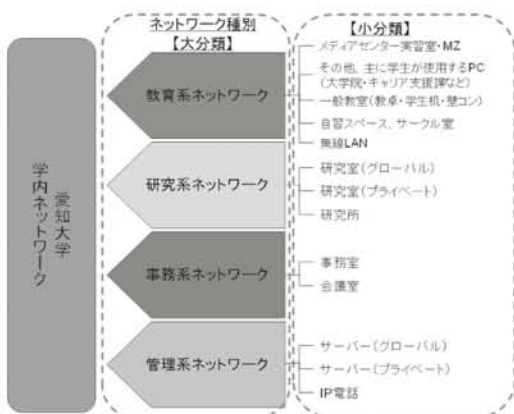 ネットワーク種別
【大分類】
【小分類】
愛知大学
学内ネットワーク
教育系ネットワーク
メディアセンター実習室・MZ
その他、主に学生が使用するPC
(大学院・キャリア支援課など)
一般教室(教卓・学生机・壁コン)
自習スペース、サークル室
無線LAN
研究系ネットワーク
研究室(グローバル)
研究室(プライベート)
研究所
事務系ネットワーク
事務室
会議室
管理系ネットワーク
サーバー(グローバル)
サーバー(プライベート)
IP電話